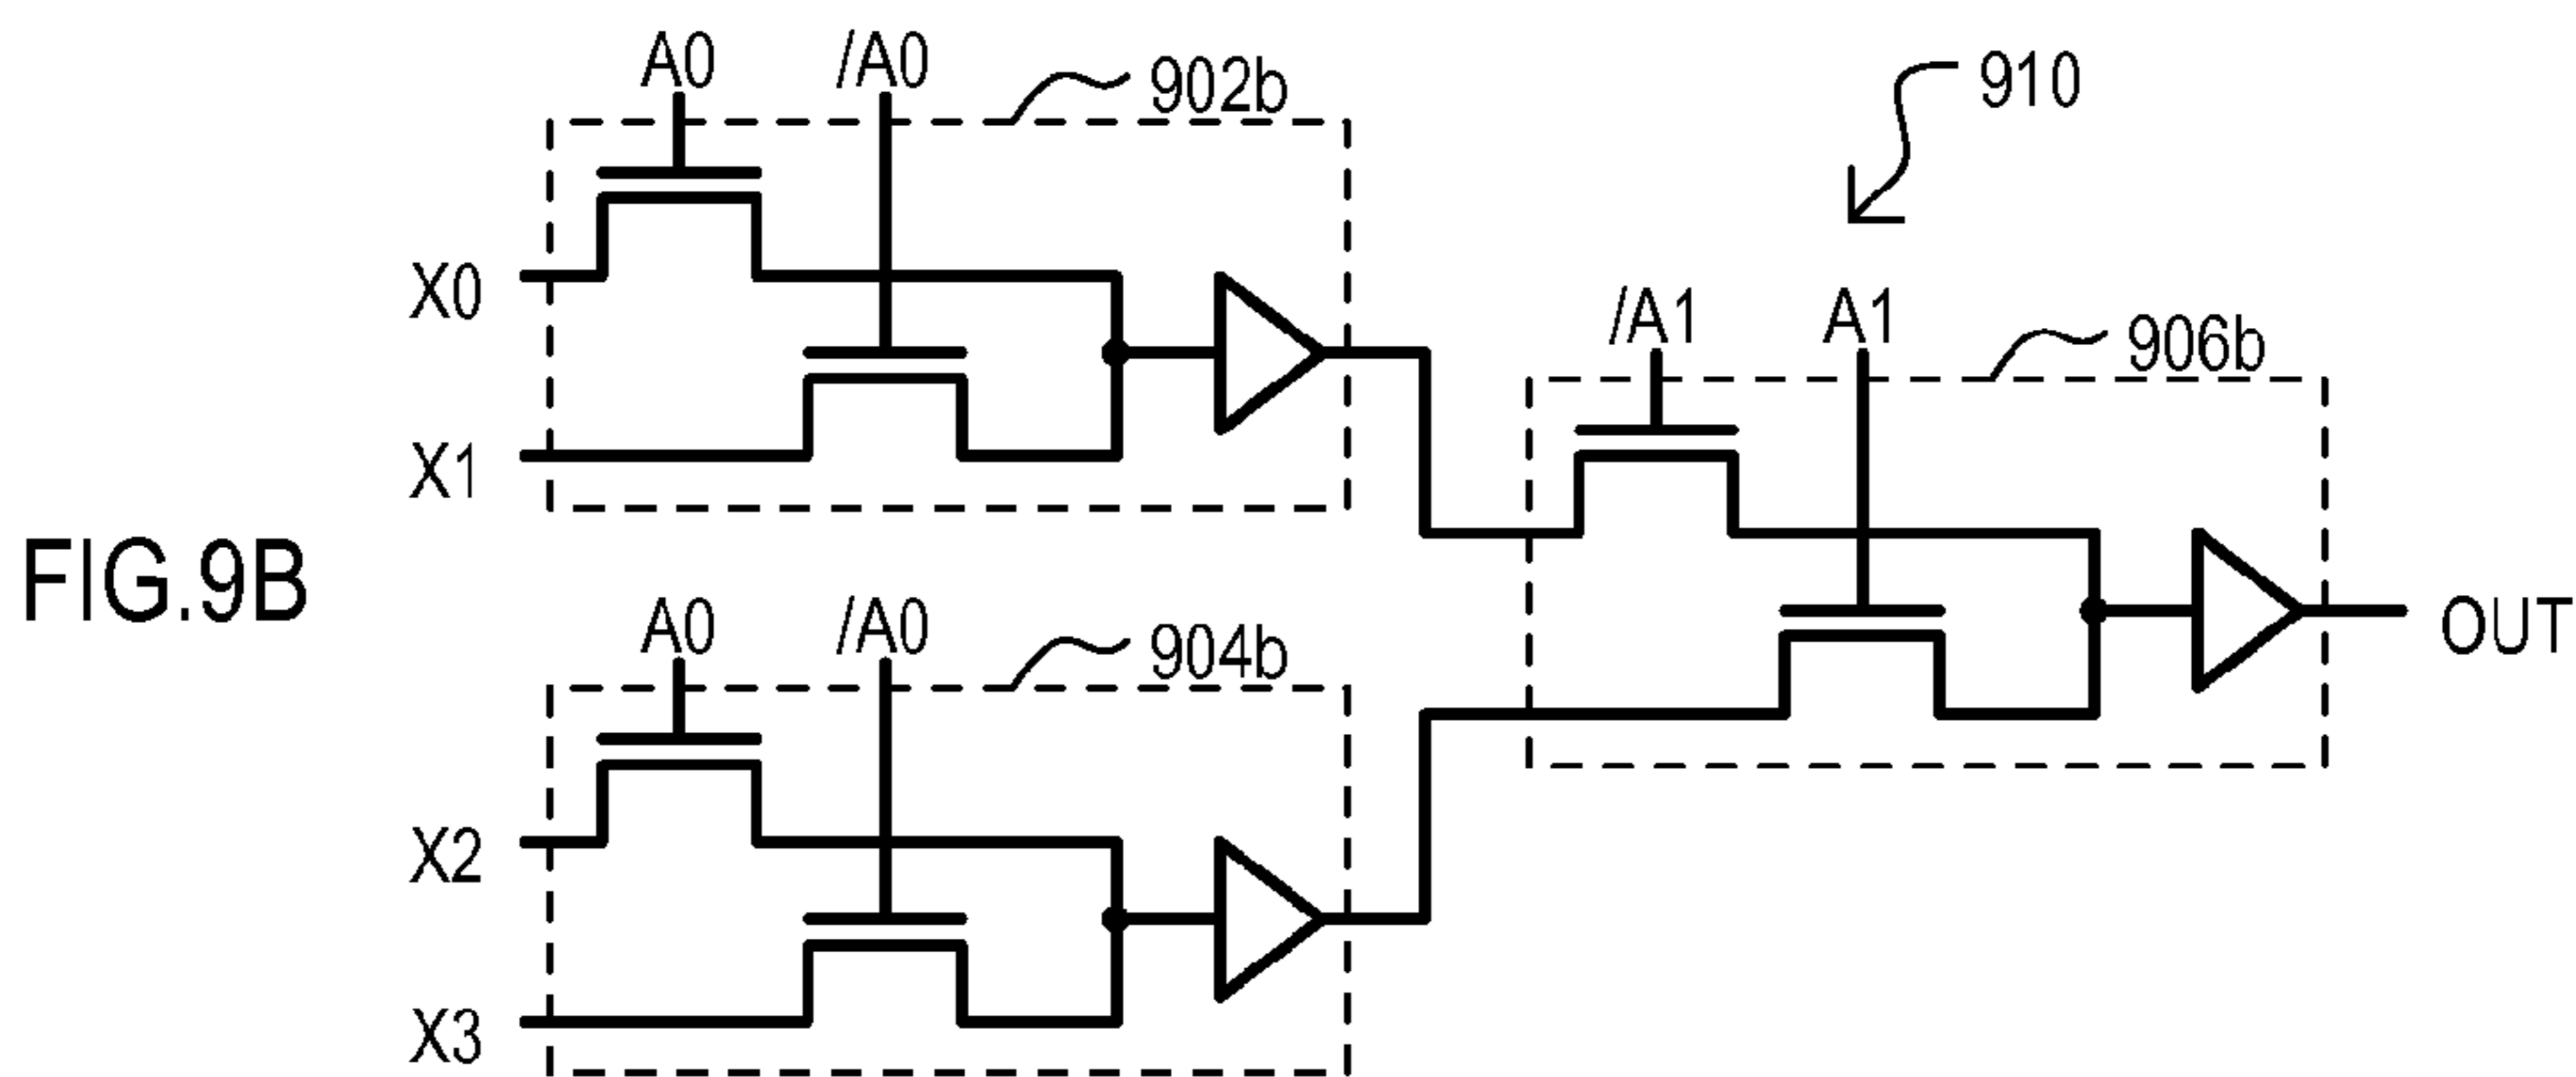 A0 /A0 902b
910
X0
X1
/A1 A1 906b
FIG.9B
OUT
A0 /A0 904b
X2
X3